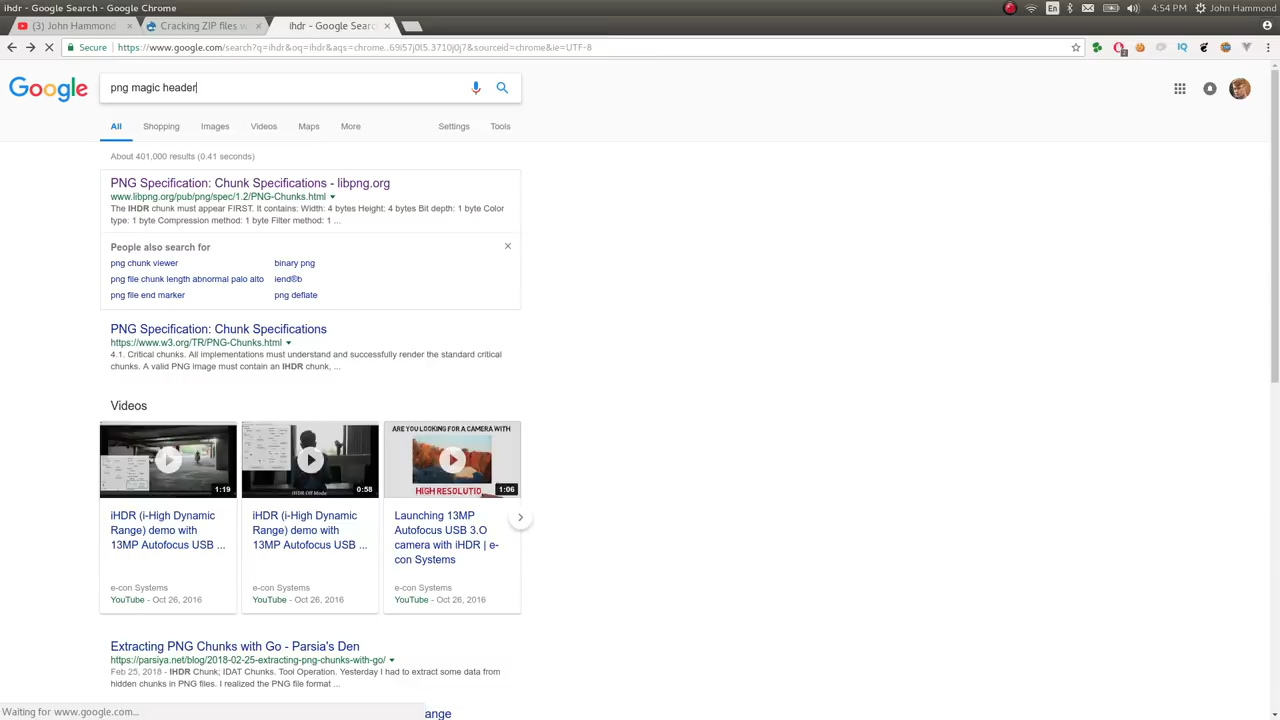 ihdr - Google Search - Google Chrome
En
4:54 PM
John Hammond
(3) John Hammond
Cracking ZIP files w
ihdr - Google Searc
Secure
https://www.google.com/search?q=ihdr&oq=ihdr&aqs=chrome..69i57j0l5.3710j0j7&sourceid=chrome&ie=UTF-8
Google
png magic header
All
Shopping
Images
Videos
Maps
More
Settings
Tools
About 401,000 results (0.41 seconds)
PNG Specification: Chunk Specifications - libpng.org
www.libpng.org/pub/png/spec/1.2/PNG-Chunks.html
The IHDR chunk must appear FIRST. It contains: Width: 4 bytes Height: 4 bytes Bit depth: 1 byte Color
type: 1 byte Compression method: 1 byte Filter method: 1 ...
People also search for
png chunk viewer
binary png
png file chunk length abnormal palo alto
iend®b
png file end marker
png deflate
PNG Specification: Chunk Specifications
https://www.w3.org/TR/PNG-Chunks.html
4.1. Critical chunks. All implementations must understand and successfully render the standard critical
chunks. A valid PNG image must contain an IHDR chunk, ...
Videos
1:19
0:58
ARE YOU LOOKING FOR A CAMERA WITH
HIGH RESOLUTIO
1:06
iHDR (i-High Dynamic
Range) demo with
13MP Autofocus USB ...
e-con Systems
YouTube - Oct 26, 2016
iHDR (i-High Dynamic
Range) demo with
13MP Autofocus USB ...
e-con Systems
YouTube - Oct 26, 2016
Launching 13MP
Autofocus USB 3.O
camera with iHDR | e-
con Systems
e-con Systems
YouTube - Oct 26, 2016
Extracting PNG Chunks with Go - Parsia's Den
https://parsiya.net/blog/2018-02-25-extracting-png-chunks-with-go/
Feb 25, 2018 - IHDR Chunk; IDAT Chunks. Tool Operation. Yesterday I had to extract some data from
hidden chunks in PNG files. I realized the PNG file format ...
Waiting for www.google.com...
ange